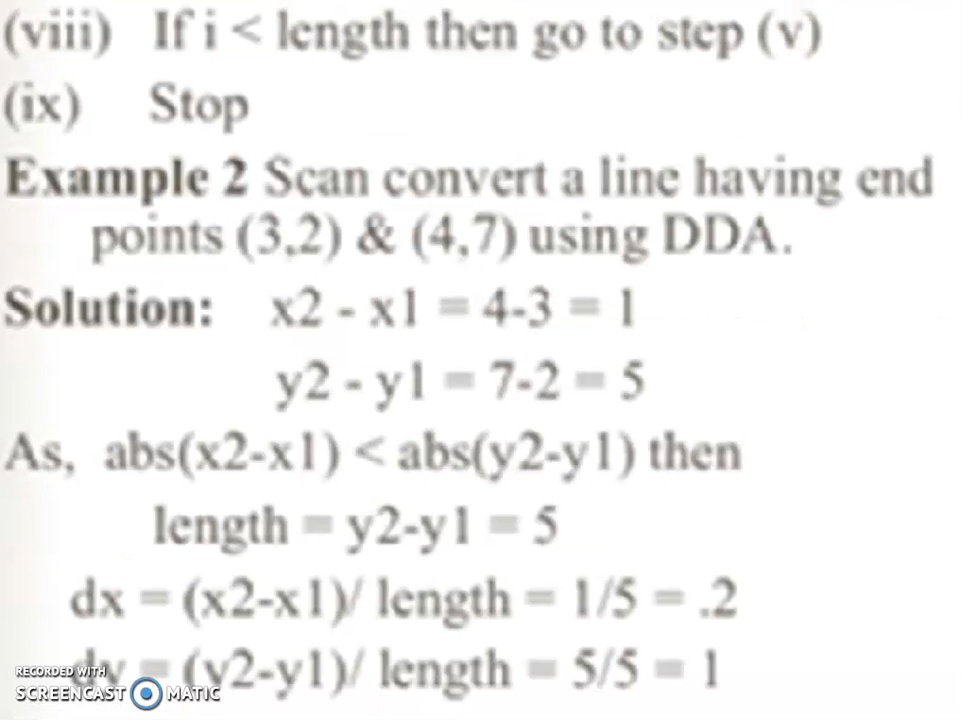 (viii) If i < length then go to step (v)
(ix) Stop
Example 2 Scan convert a line having end
points (3,2) & (4,7) using DDA.
Solution: x2 - x1 = 4-3 = 1
y2 - y1 = 7-2 = 5
As, abs(x2-x1) < abs(y2-y1) then
length = y2-y1 = 5
dx = (x2-x1)/ length = 1/5 = .2
dy = (y2-y1)/ length = 5/5 = 1
RECORDED WITH
SCREENCAST MATIC